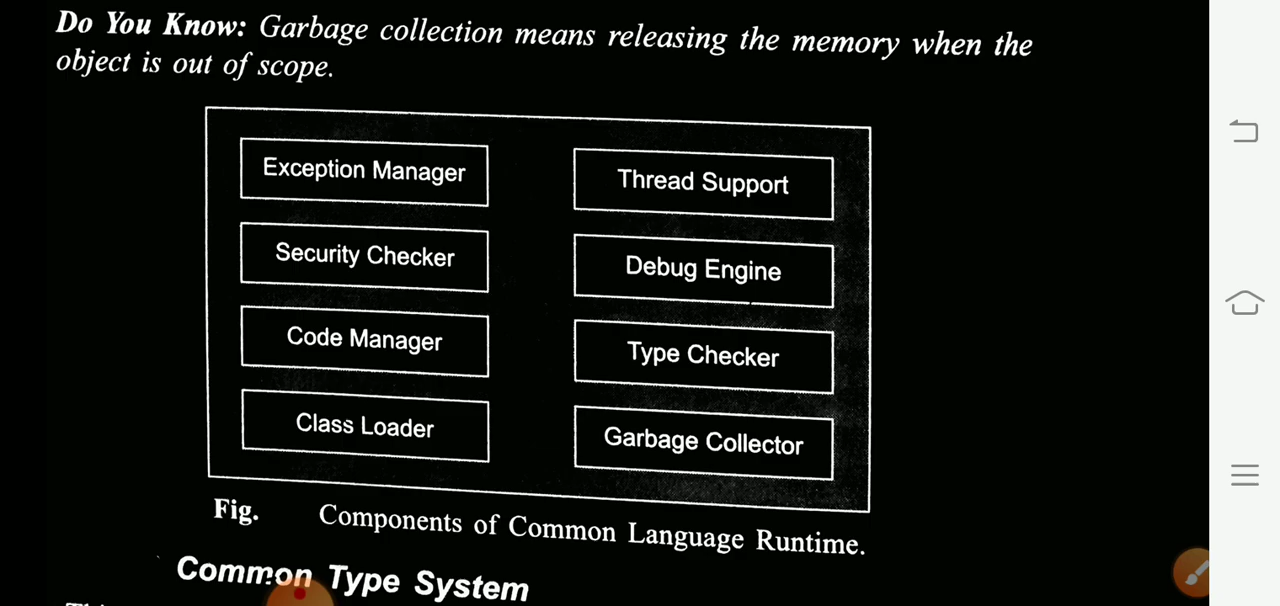 Do You Know: Garbage collection means releasing the memory when the
object is out of scope.
Exception Manager
Thread Support
Security Checker
Debug Engine
Code Manager
Type Checker
Class Loader
Garbage Collector
Fig. Components of Common Language Runtime.
Common Type System